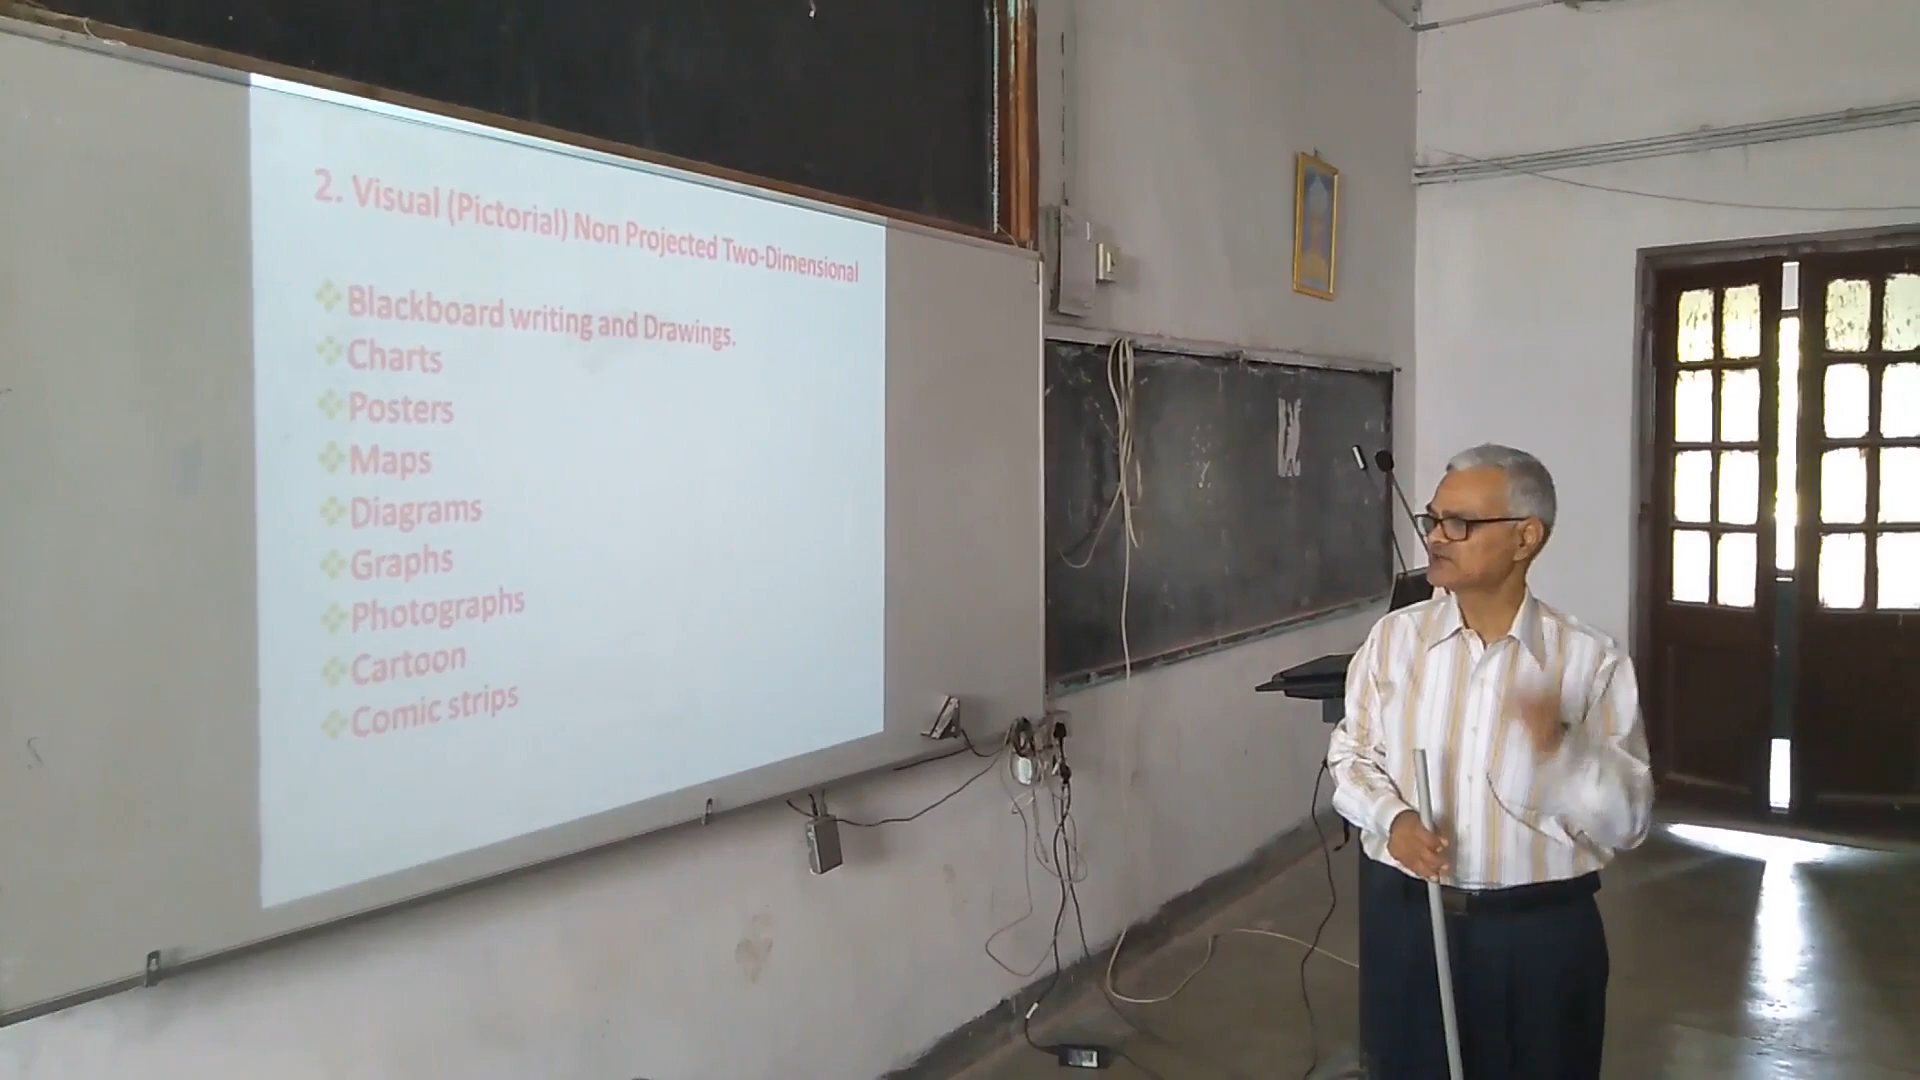 2. Visual (Pictorial) Non Projected Two-Dimensional
Blackboard writing and Drawings.
Charts
Posters
Maps
Diagrams
Graphs
Photographs
Cartoon
Comic strips